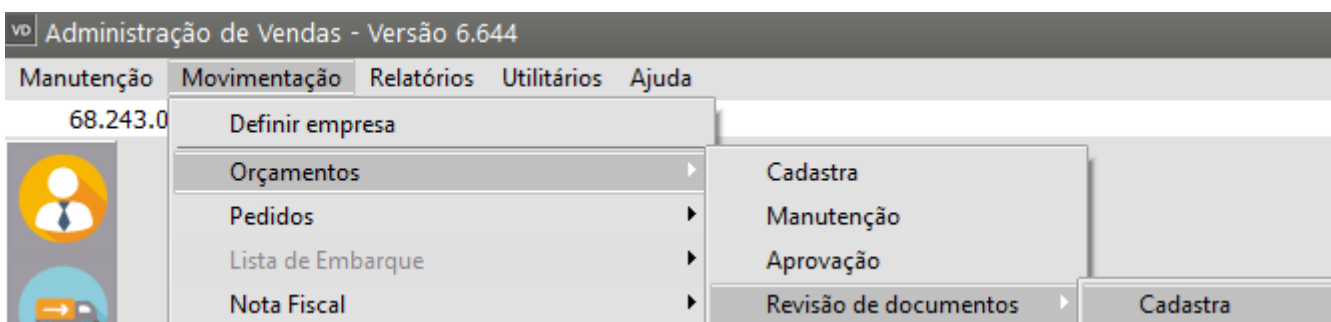 VD Administração de Vendas - Versão 6.644
Manutenção Movimentação Relatórios Utilitários Ajuda
68.243.0
Definir empresa
Orçamentos Cadastra
Pedidos Manutenção
Lista de Embarque Aprovação
Nota Fiscal Revisão de documentos Cadastra